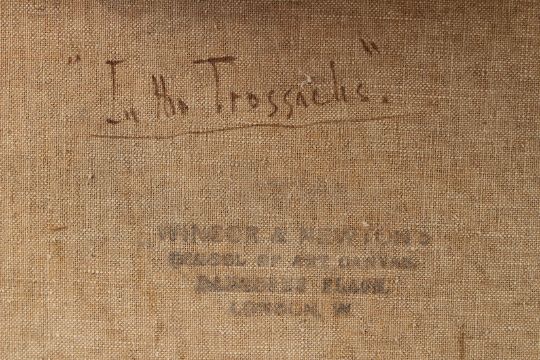 "In the Trossachs".
WINSOR & NEWTON'S
SCHOOL OF ART CANVAS
RATHBONE PLACE,
LONDON, W.